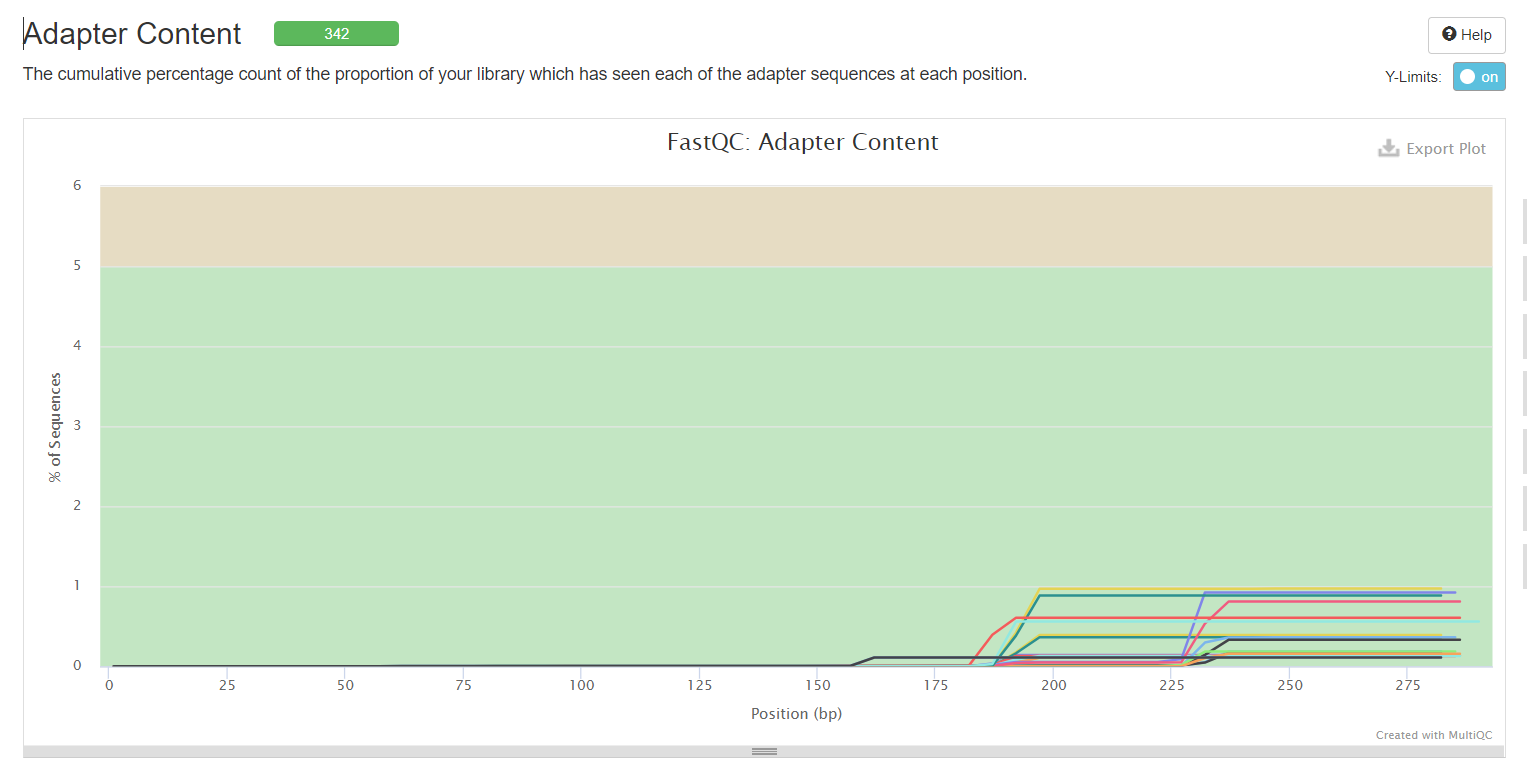 Adapter Content
342
Help
The cumulative percentage count of the proportion of your library which has seen each of the adapter sequences at each position.
Y-Limits:
on
FastQC: Adapter Content
Export Plot
6
5
4
3
2
1
0
% of Sequences
0 25 50 75 100 125 150 175 200 225 250 275
Position (bp)
Created with MultiQC